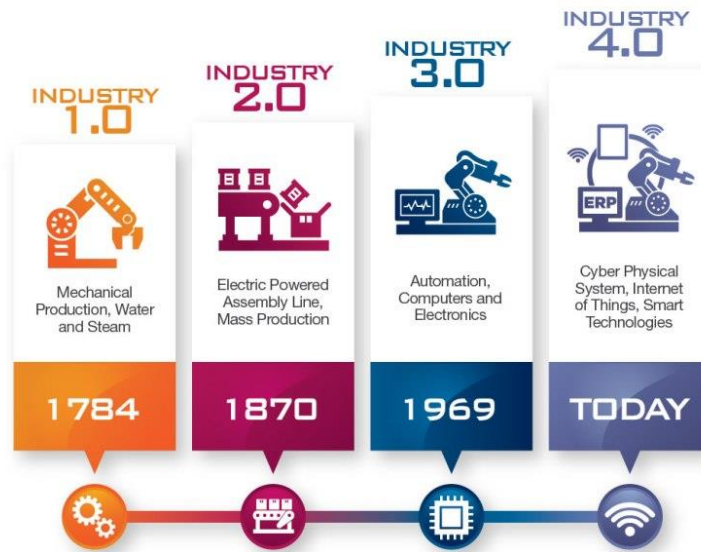 INDUSTRY
1.0
Mechanical
Production, Water
and Steam
1784
INDUSTRY
2.0
Electric Powered
Assembly Line,
Mass Production
1870
INDUSTRY
3.0
Automation,
Computers and
Electronics
1969
INDUSTRY
4.0
ERP
Cyber Physical
System, Internet
of Things, Smart
Technologies
TODAY